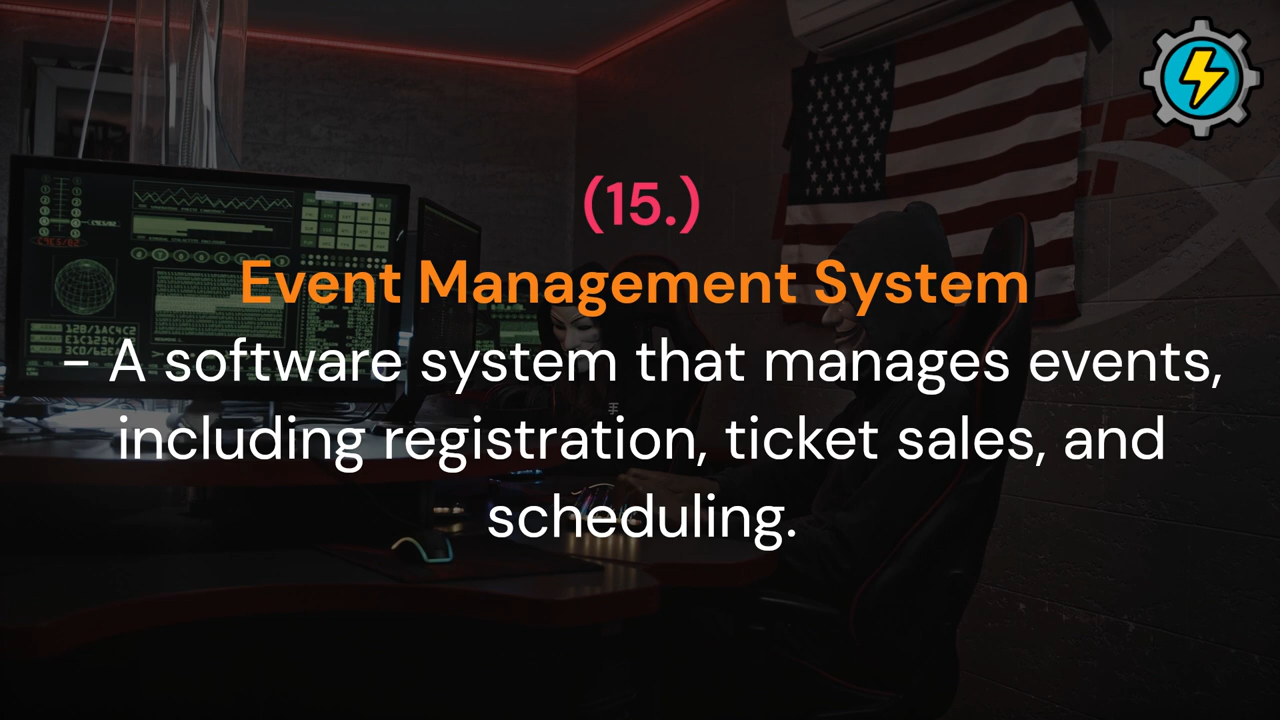 (15.)
Event Management System
- A software system that manages events,
including registration, ticket sales, and
scheduling.